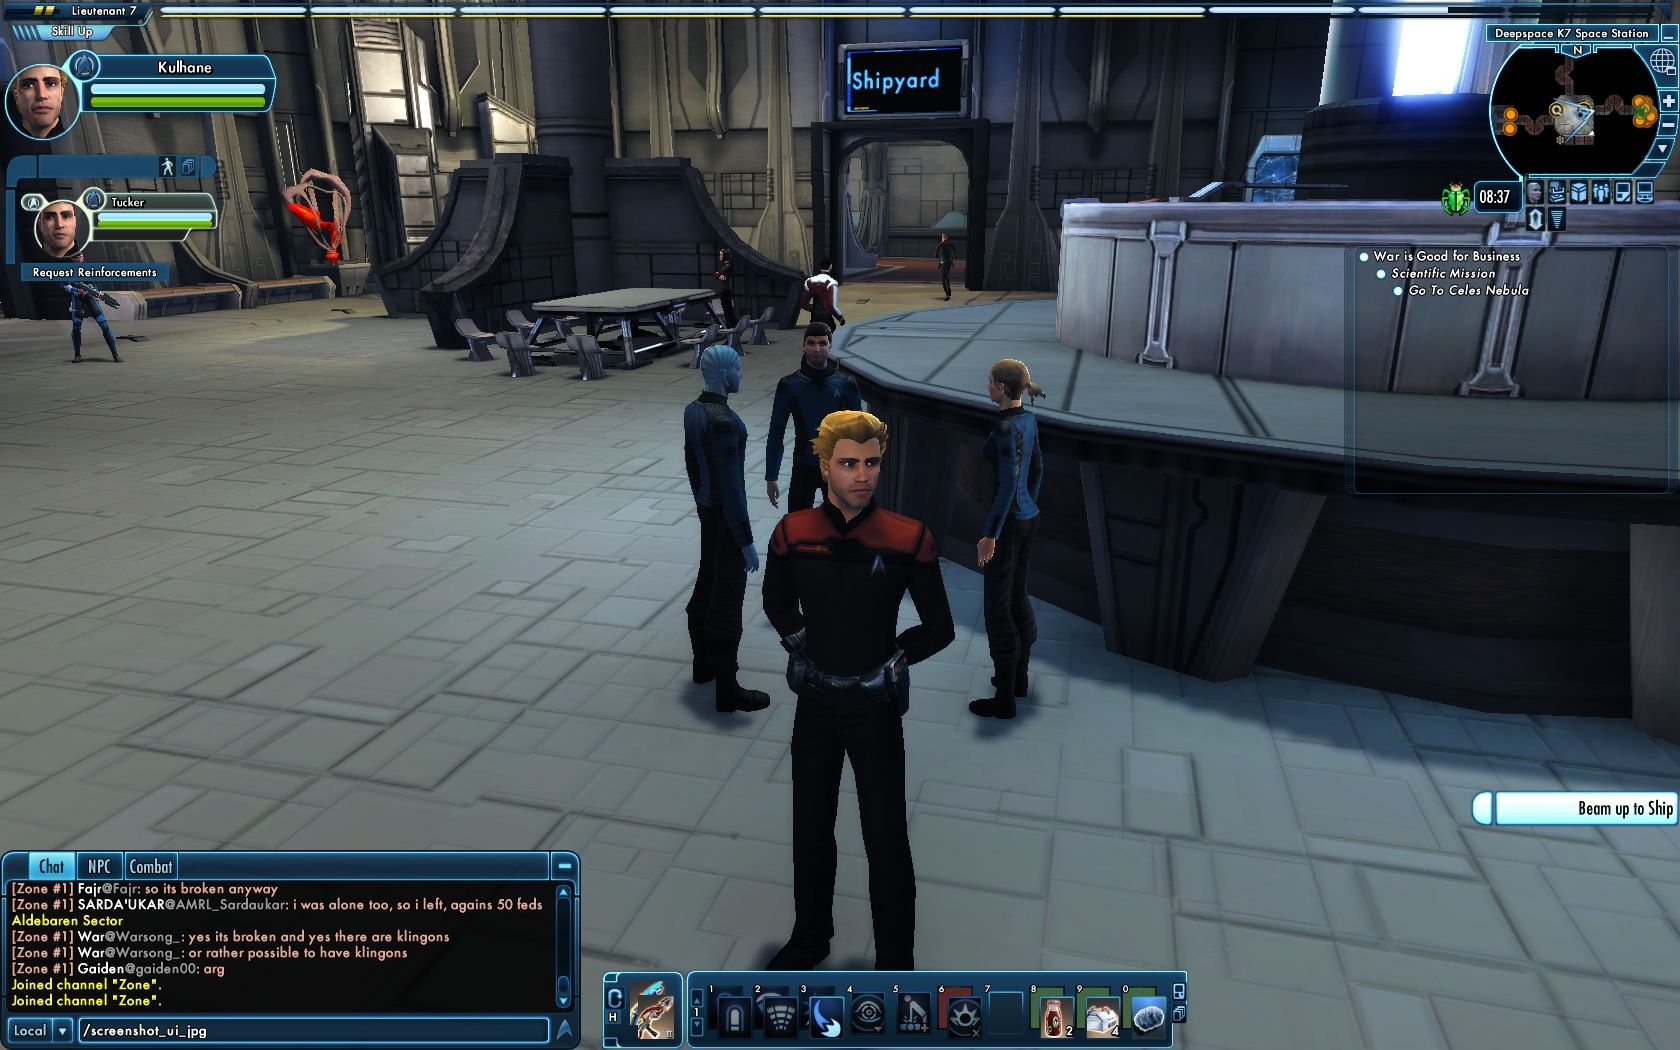 Lieutenant 7
Skill Up
Kulhane
Tucker
Request Reinforcements
Shipyard
Deepspace K7 Space Station
N
08:37
War is Good for Business
Scientific Mission
Go To Celes Nebula
Beam up to Ship
Chat NPC Combat
[Zone #1] Fajr@Fajr: so its broken anyway
[Zone #1] SARDA'UKAR@AMRL_Sardaukar: i was alone too, so i left, agains 50 feds
Aldebaren Sector
[Zone #1] War@Warsong_: yes its broken and yes there are klingons
[Zone #1] War@Warsong_: or rather possible to have klingons
[Zone #1] Gaiden@gaiden00: arg
Joined channel "Zone".
Joined channel "Zone".
Local /screenshot_ui_jpg
H
1
1 2 3 4 5 6 7 8 9 0
2 4